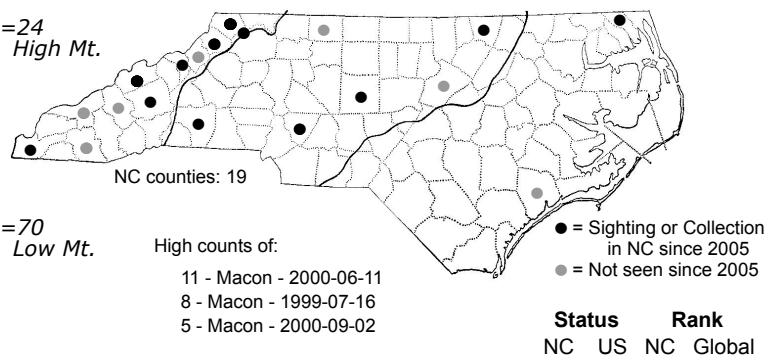 =24
High Mt.
NC counties: 19
=70
Low Mt.
High counts of:
11 - Macon - 2000-06-11
8 - Macon - 1999-07-16
5 - Macon - 2000-09-02
= Sighting or Collection
in NC since 2005
= Not seen since 2005
Status Rank
NC US NC Global